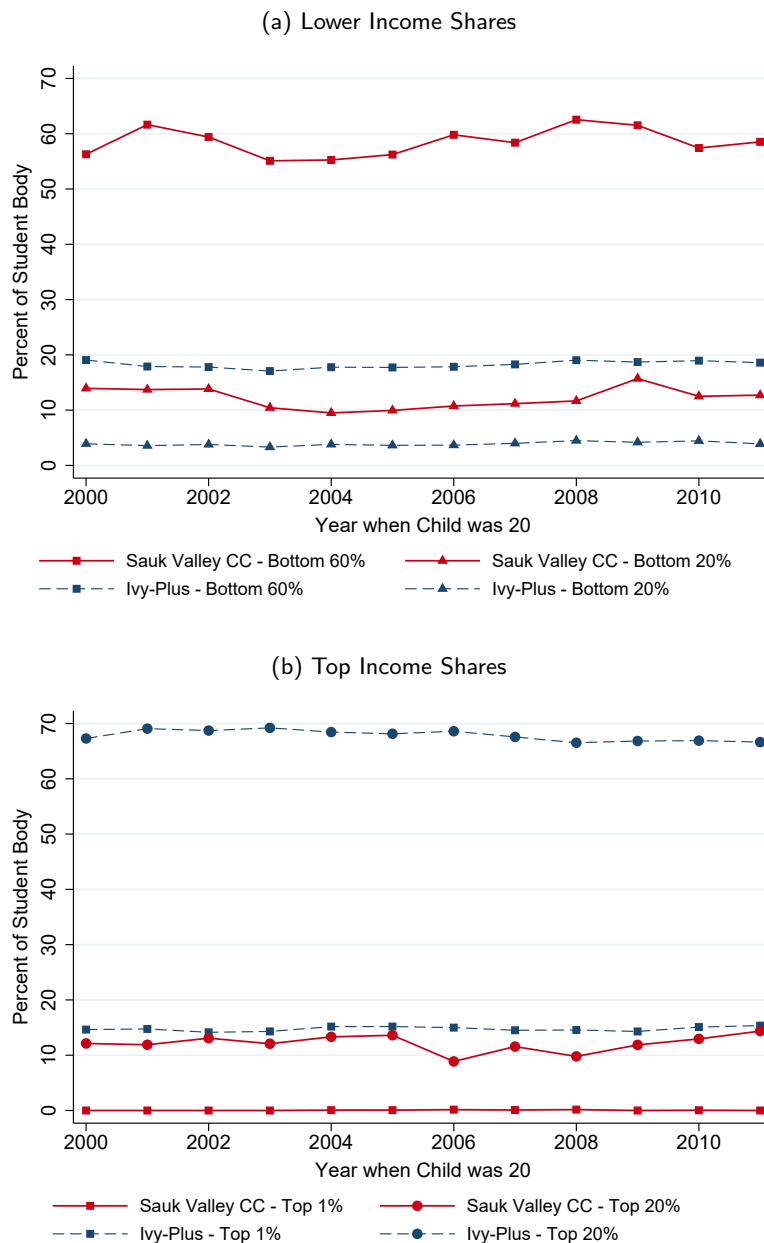 (a) Lower Income Shares
Percent of Student Body
70
60
50
40
30
20
10
0
2000 2002 2004 2006 2008 2010
Year when Child was 20
Sauk Valley CC - Bottom 60% Sauk Valley CC - Bottom 20%
Ivy-Plus - Bottom 60% Ivy-Plus - Bottom 20%
(b) Top Income Shares
Percent of Student Body
70
60
50
40
30
20
10
0
2000 2002 2004 2006 2008 2010
Year when Child was 20
Sauk Valley CC - Top 1% Sauk Valley CC - Top 20%
Ivy-Plus - Top 1% Ivy-Plus - Top 20%